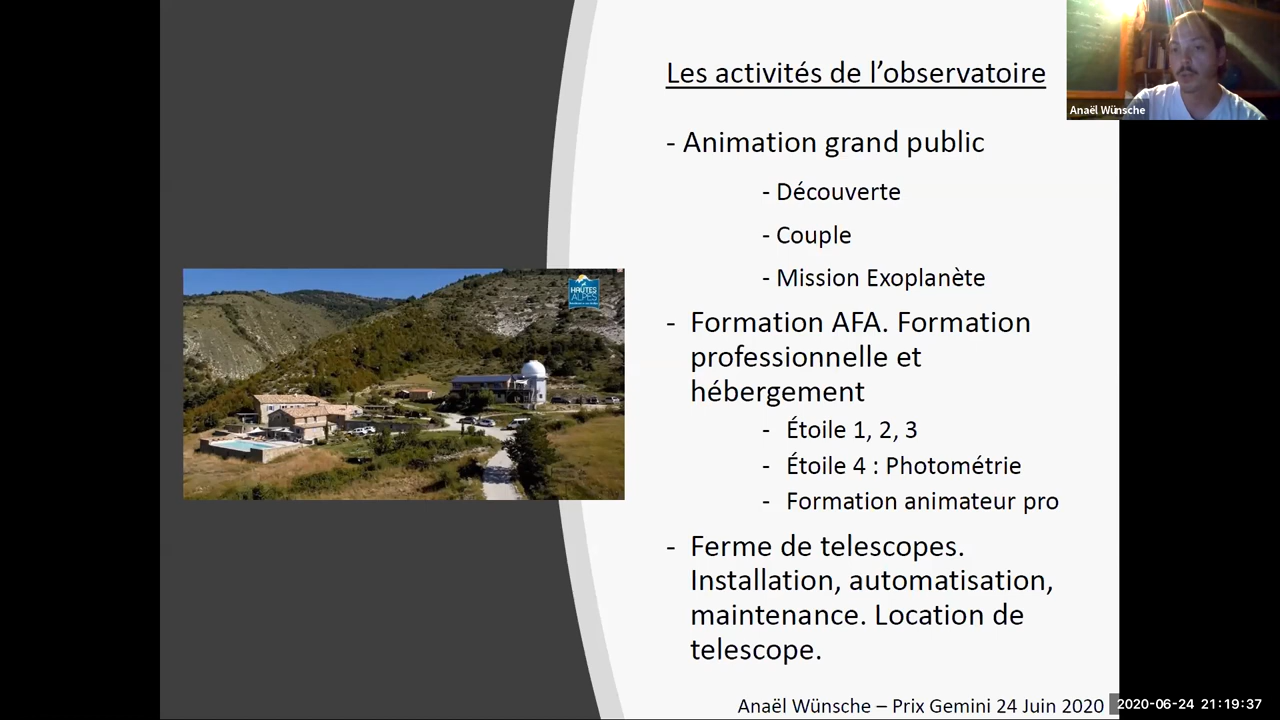 Les activités de l’observatoire
Anaël Wünsche
- Animation grand public
- Découverte
- Couple
- Mission Exoplanète
HAUTES
ALPES
- Formation AFA. Formation
professionnelle et
hébergement
- Étoile 1, 2, 3
- Étoile 4 : Photométrie
- Formation animateur pro
- Ferme de telescopes.
Installation, automatisation,
maintenance. Location de
telescope.
Anaël Wünsche – Prix Gemini 24 Juin 2020
2020-06-24 21:19:37